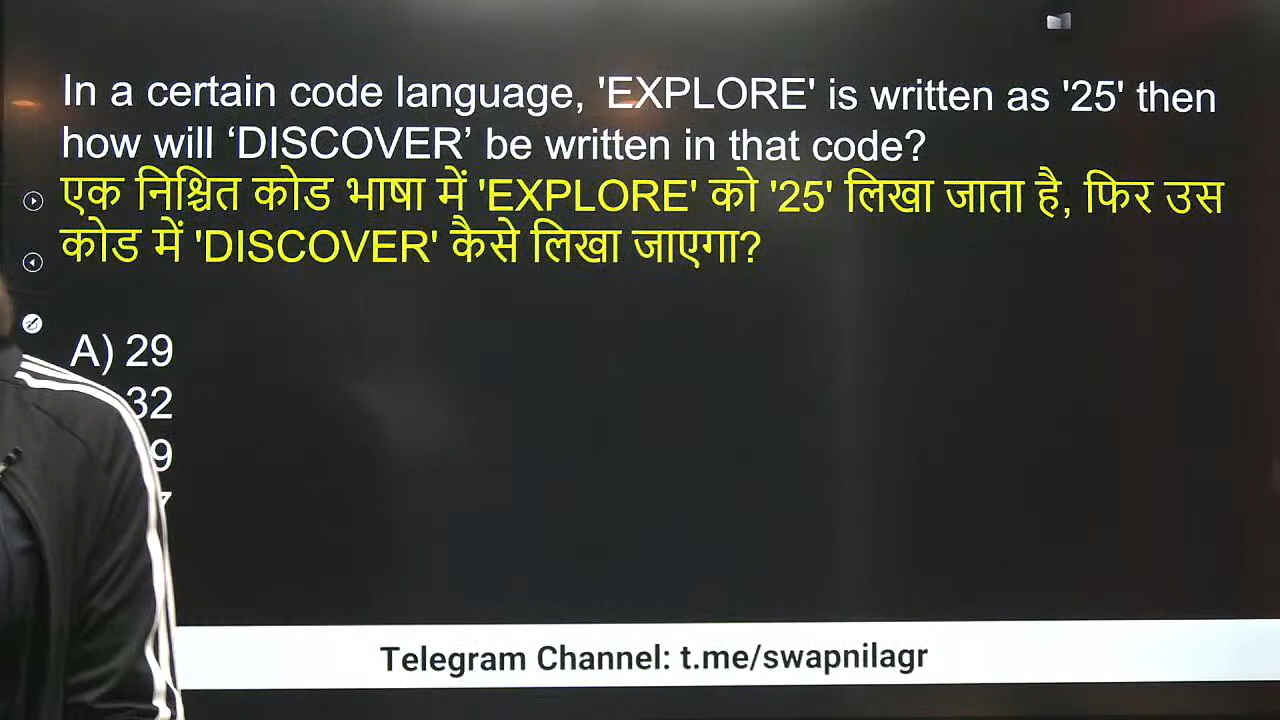 In a certain code language, 'EXPLORE' is written as '25' then
how will ‘DISCOVER’ be written in that code?
एक निश्चित कोड भाषा में 'EXPLORE' को '25' लिखा जाता है, फिर उस
कोड में 'DISCOVER' कैसे लिखा जाएगा?
A) 29
32
9
Telegram Channel: t.me/swapnilagr